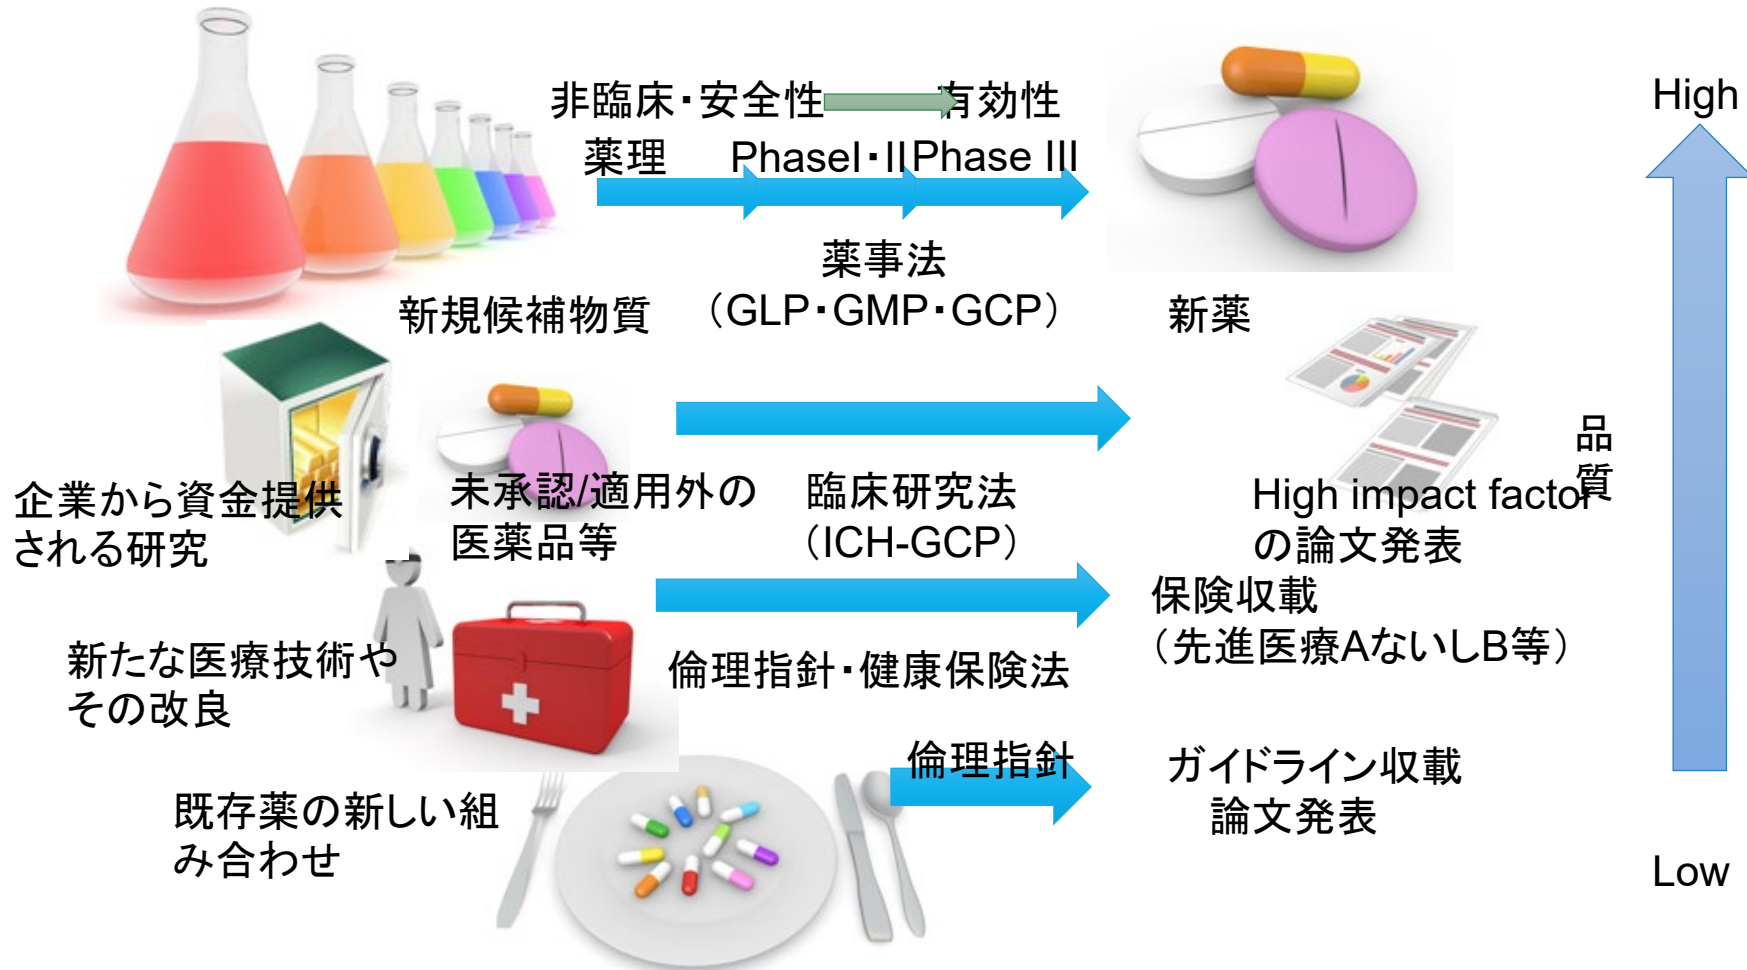 非臨床・安全性 有効性
薬理 PhaseI・II Phase III
High
薬事法
（GLP・GMP・GCP）
新規候補物質
新薬
品
質
企業から資金提供
される研究
未承認/適用外の
医薬品等
臨床研究法
（ICH-GCP）
High impact factor
の論文発表
新たな医療技術や
その改良
倫理指針・健康保険法
保険収載
（先進医療AないしB等）
既存薬の新しい組
み合わせ
倫理指針
ガイドライン収載
論文発表
Low